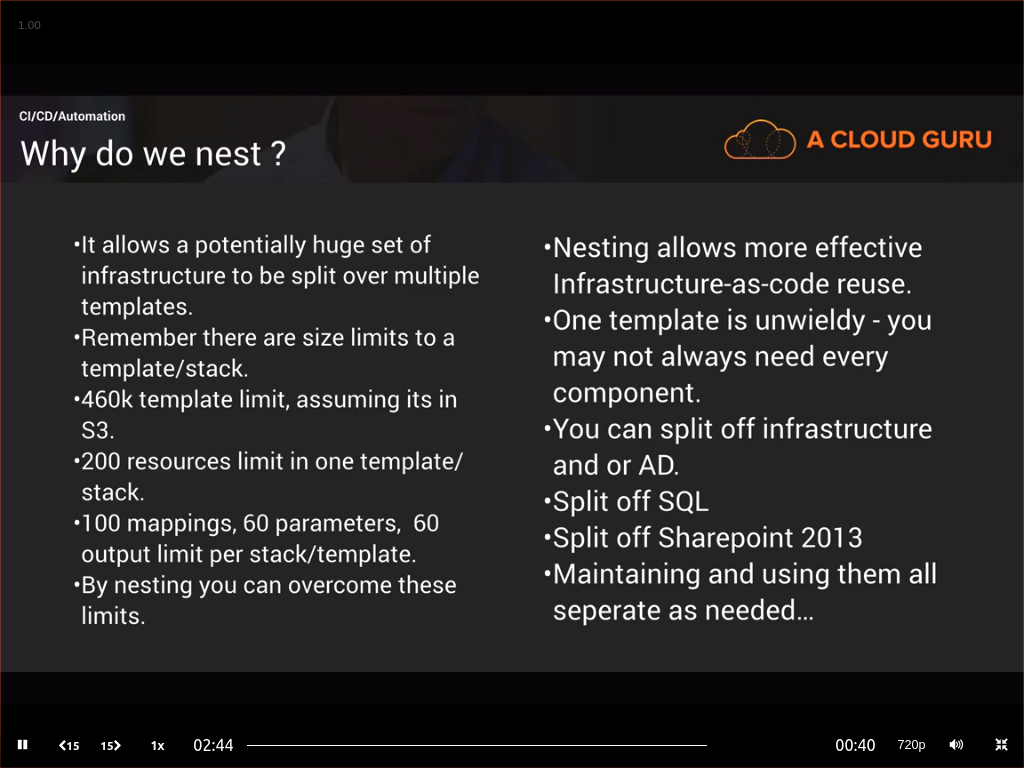 1.00
CI/CD/Automation
Why do we nest ?
A CLOUD GURU
•It allows a potentially huge set of
infrastructure to be split over multiple
templates.
•Remember there are size limits to a
template/stack.
•460k template limit, assuming its in
S3.
•200 resources limit in one template/
stack.
•100 mappings, 60 parameters,  60
output limit per stack/template.
•By nesting you can overcome these
limits.
•Nesting allows more effective
Infrastructure-as-code reuse.
•One template is unwieldy - you
may not always need every
component.
•You can split off infrastructure
and or AD.
•Split off SQL
•Split off Sharepoint 2013
•Maintaining and using them all
seperate as needed...
15 15 1x 02:44 00:40 720p